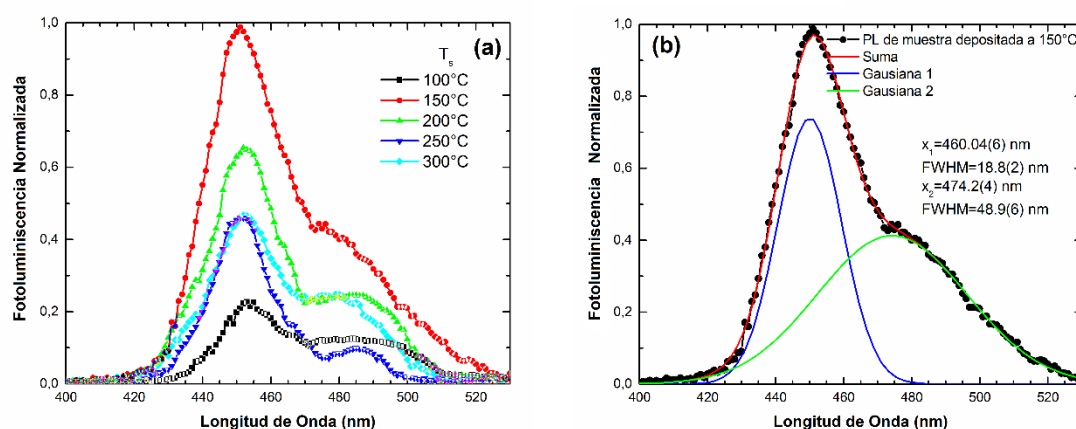 1,0
0,8
0,6
0,4
0,2
0,0
Fotoluminiscencia Normalizada
(a)
Ts
100°C
150°C
200°C
250°C
300°C
400 420 440 460 480 500 520
Longitud de Onda (nm)
1,0
0,8
0,6
0,4
0,2
0,0
Fotoluminiscencia Normalizada
(b)
PL de muestra depositada a 150°C
Suma
Gausiana 1
Gausiana 2
x1=460.04(6) nm
FWHM=18.8(2) nm
x2=474.2(4) nm
FWHM=48.9(6) nm
400 420 440 460 480 500 520
Longitud de Onda (nm)